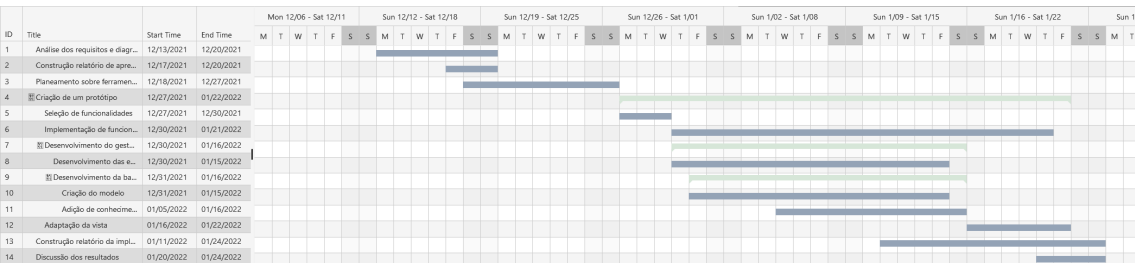 Mon 12/06 - Sat 12/11 Sun 12/12 - Sat 12/18 Sun 12/19 - Sat 12/25 Sun 12/26 - Sat 1/01 Sun 1/02 - Sat 1/08 Sun 1/09 - Sat 1/15 Sun 1/16 - Sat 1/22 Sun 1
ID Title Start Time End Time M T W T F S S M T W T F S S M T W T F S S M T W T F S S M T W T F S S M T W T F S S M T W T F S S M T
1 Análise dos requisitos e diagr... 12/13/2021 12/20/2021
2 Construção relatório de apre... 12/17/2021 12/20/2021
3 Planeamento sobre ferramen... 12/18/2021 12/27/2021
4 Criação de um protótipo 12/27/2021 01/22/2022
5 Seleção de funcionalidades 12/27/2021 12/30/2021
6 Implementação de funcion... 12/30/2021 01/21/2022
7 Desenvolvimento do gest... 12/30/2021 01/16/2022
8 Desenvolvimento das e... 12/30/2021 01/15/2022
9 Desenvolvimento da ba... 12/31/2021 01/16/2022
10 Criação do modelo 12/31/2021 01/15/2022
11 Adição de conhecime... 01/05/2022 01/16/2022
12 Adaptação da vista 01/16/2022 01/22/2022
13 Construção relatório da impl... 01/11/2022 01/24/2022
14 Discussão dos resultados 01/20/2022 01/24/2022